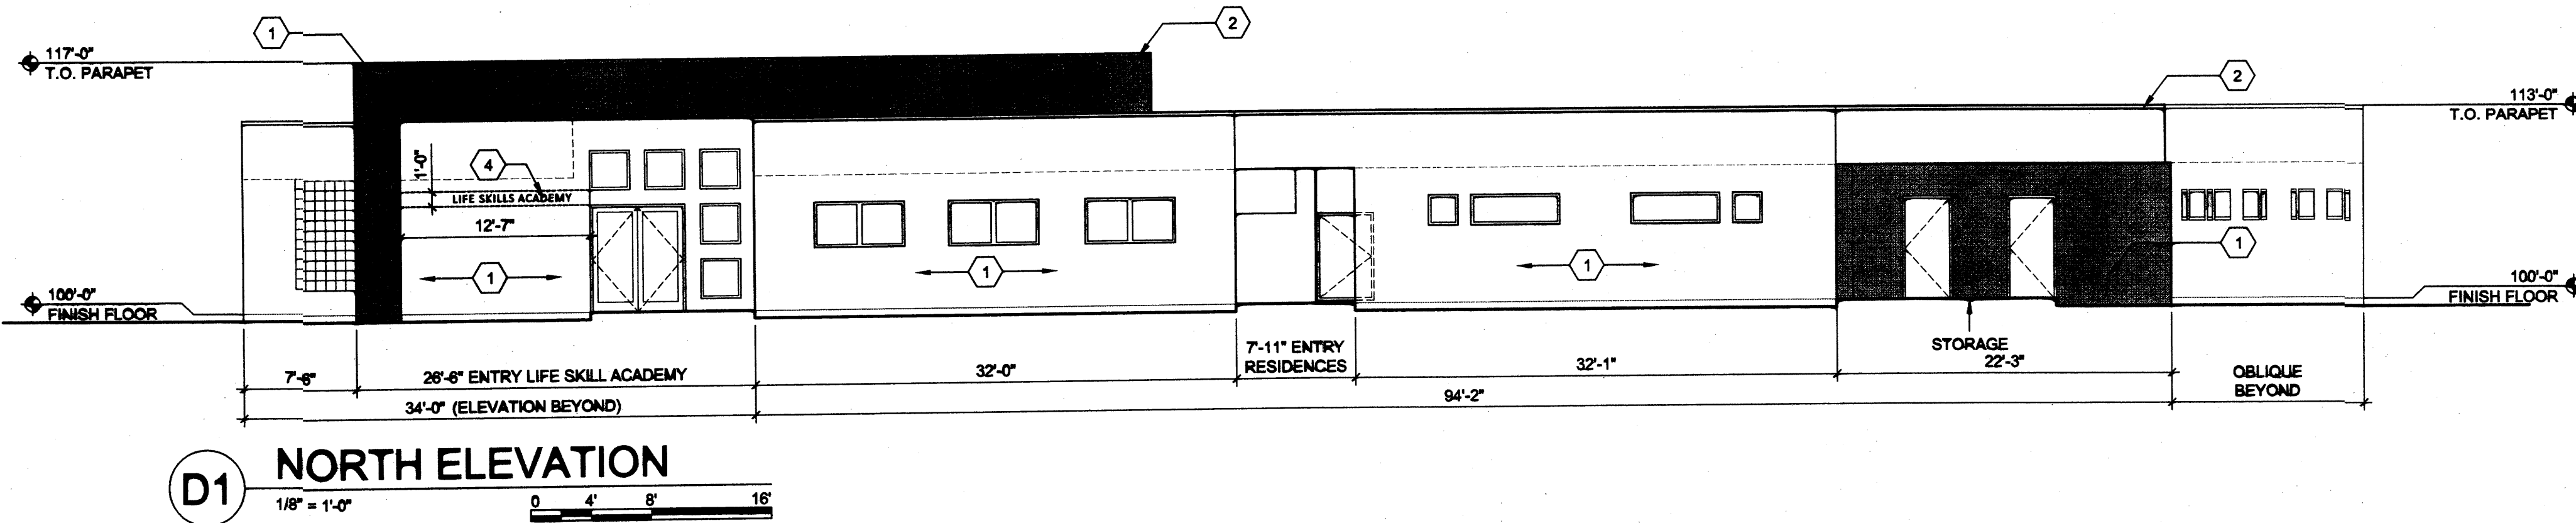 1
2
117'-0"
T.O. PARAPET
2
113'-0"
T.O. PARAPET
1'-0"
4
LIFE SKILLS ACADEMY
12'-7"
1
1
1
1
100'-0"
FINISH FLOOR
100'-0"
FINISH FLOOR
STORAGE
7'-6"
26'-6" ENTRY LIFE SKILL ACADEMY
32'-0"
7'-11" ENTRY
RESIDENCES
32'-1"
22'-3"
OBLIQUE
BEYOND
34'-0" (ELEVATION BEYOND)
94'-2"
D1
NORTH ELEVATION
1/8" = 1'-0"
0 4' 8' 16'